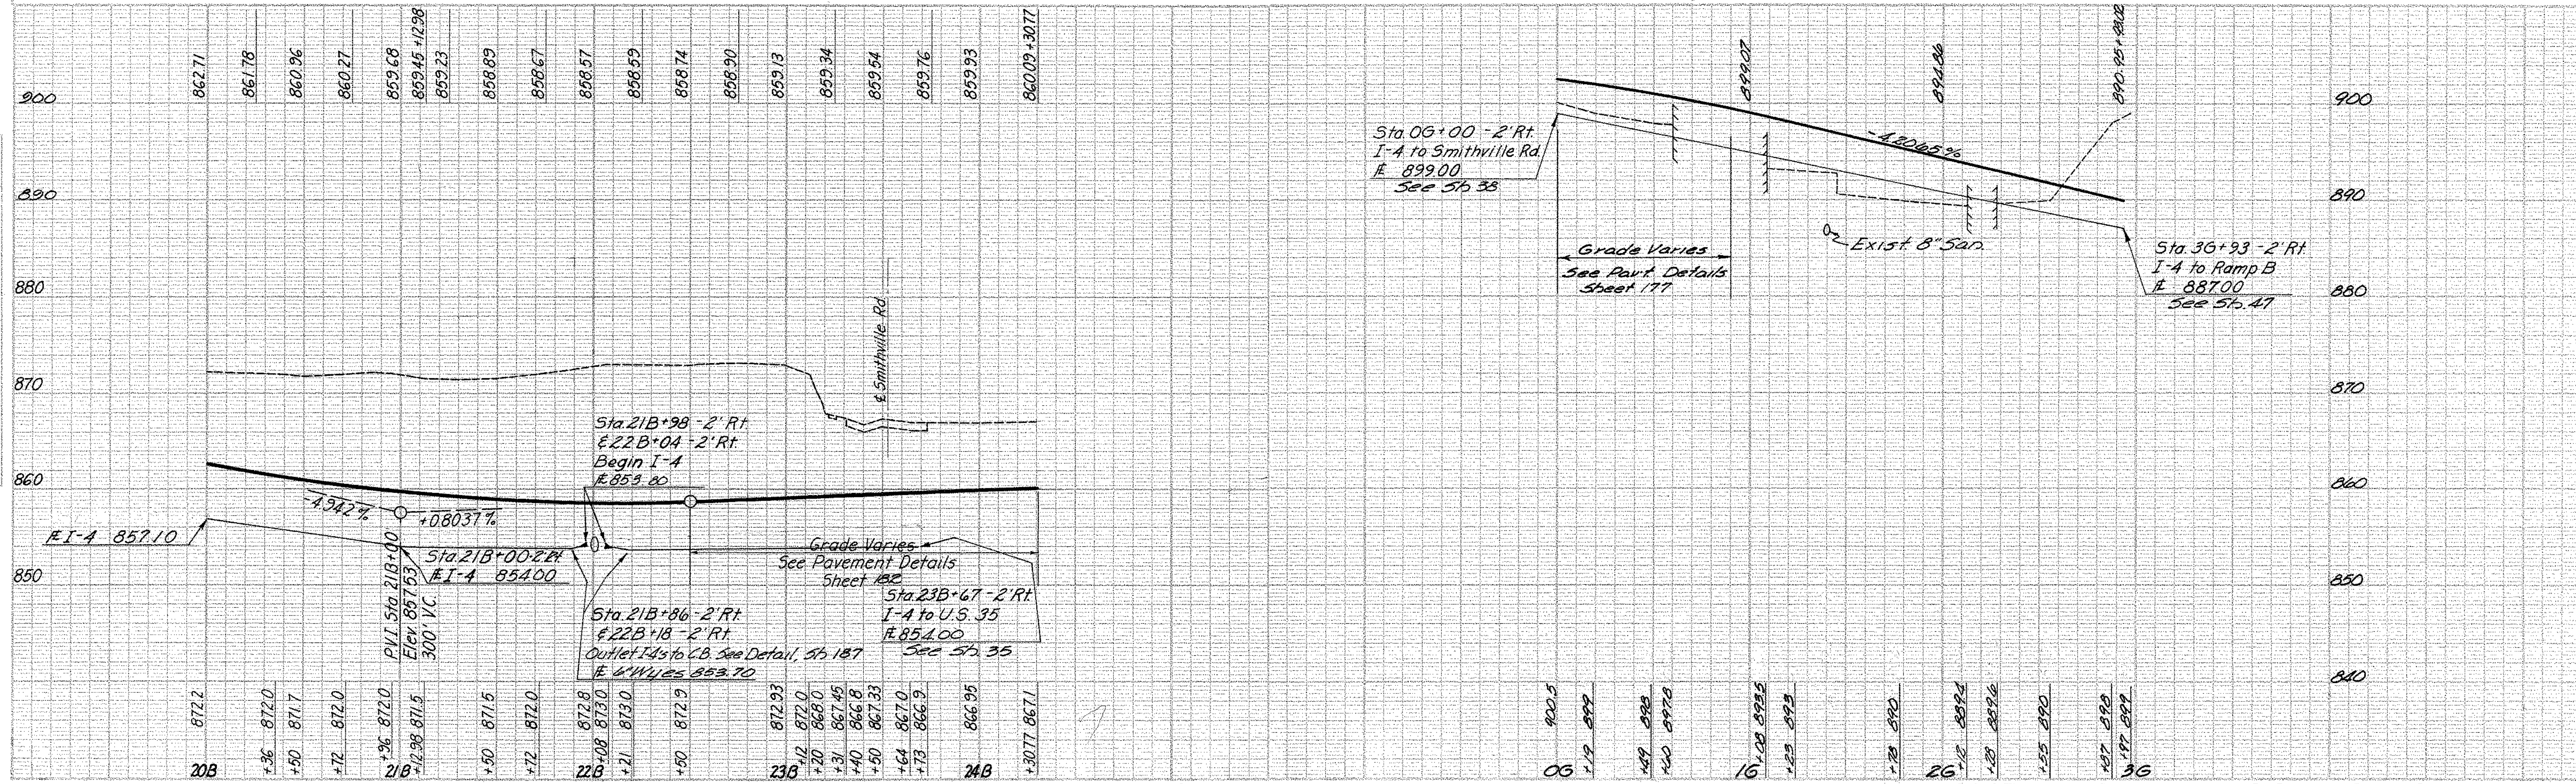 862.71
861.78
860.96
860.27
859.68
859.45 +12.98
859.23
858.89
858.67
858.57
858.59
858.74
858.90
859.13
859.34
859.54
859.76
859.93
860.09 +30.77
900
890
880
870
860
850
℄ Smithville Rd.
Sta. 21B+98 - 2' Rt.
& 22B+04 - 2' Rt.
Begin I-4
₤ 853.80
-4.942%
+0.8037%
₤ I-4 857.10
Sta. 21B+00-2' Rt.
₤ I-4 854.00
P.V.I. Sta. 21B+00
Elev. 857.53
300' V.C.
Grade Varies
See Pavement Details
Sheet 182
Sta. 21B+86 - 2' Rt.
& 22B+18 - 2' Rt.
Outlet I-4s to C.B. See Detail, Sh 187
₤ 6" Wyes 853.70
Sta. 23B+67 - 2' Rt.
I-4 to U.S. 35
₤ 854.00
See Sh. 35
872.2
+36 872.0
+50 871.7
+72 872.0
+96 872.0
+12.98 871.5
+50 871.5
+72 872.0
872.8
+08 873.0
+21 873.0
+50 872.9
872.93
+12 872.0
+20 868.0
+31 867.45
+40 866.8
+50 867.33
+64 867.0
+73 866.9
866.95
+30.77 867.1
20B
21B
22B
23B
24B
899.07
894.86
890.95 +93.02
Sta. 0G+00 - 2' Rt.
I-4 to Smithville Rd.
₤ 899.00
See Sh 38
-4.2065%
Grade Varies
See Pav't. Details
Sheet 177
Exist. 8" San.
Sta. 3G+93 - 2' Rt.
I-4 to Ramp B
₤ 887.00
See Sh. 47
900
890
880
870
860
850
840
900.5
+19 899
+49 898
+60 897.8
+08 893.5
+23 893
+78 890
+12 889.4
+28 889.6
+55 890
+87 898
+97 899
0G
1G
2G
3G